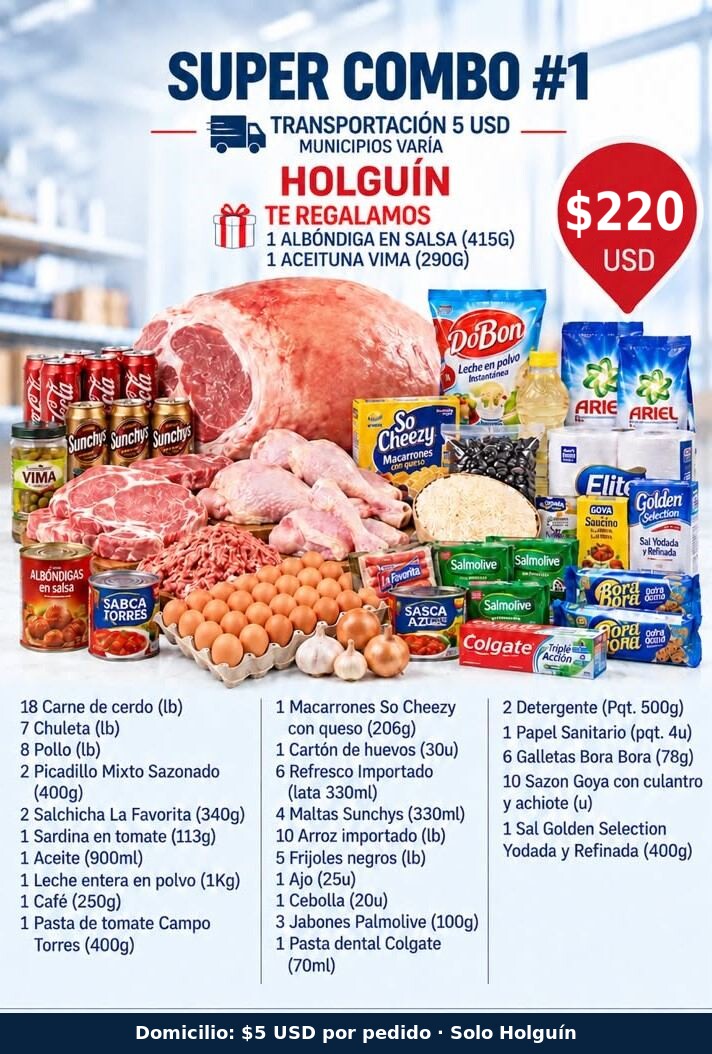 SUPER COMBO #1
TRANSPORTACIÓN 5 USD
MUNICIPIOS VARÍA
HOLGUÍN
TE REGALAMOS
1 ALBÓNDIGA EN SALSA (415G)
1 ACEITUNA VIMA (290G)
$220
USD
DoBon
Leche en polvo
Instantánea
ARIEL
ARIEL
Sunchy's
Sunchy's
Sunchy's
VIMA
So
Cheezy
Macarrones
con queso
Elite
GOYA
Saucino
Golden
Selection
Sal Yodada
y Refinada
ALBÓNDIGAS
en salsa
SABCA
TORRES
La Favorita
Salmolive
Salmolive
Salmolive
SASCA
Bora
Bora
Colgate
Triple
Acción
18 Carne de cerdo (lb)
7 Chuleta (lb)
8 Pollo (lb)
2 Picadillo Mixto Sazonado
(400g)
2 Salchicha La Favorita (340g)
1 Sardina en tomate (113g)
1 Aceite (900ml)
1 Leche entera en polvo (1Kg)
1 Café (250g)
1 Pasta de tomate Campo
Torres (400g)
1 Macarrones So Cheezy
con queso (206g)
1 Cartón de huevos (30u)
6 Refresco Importado
(lata 330ml)
4 Maltas Sunchys (330ml)
10 Arroz importado (lb)
5 Frijoles negros (lb)
1 Ajo (25u)
1 Cebolla (20u)
3 Jabones Palmolive (100g)
1 Pasta dental Colgate
(70ml)
2 Detergente (Pqt. 500g)
1 Papel Sanitario (pqt. 4u)
6 Galletas Bora Bora (78g)
10 Sazon Goya con culantro
y achiote (u)
1 Sal Golden Selection
Yodada y Refinada (400g)
Domicilio: $5 USD por pedido · Solo Holguín